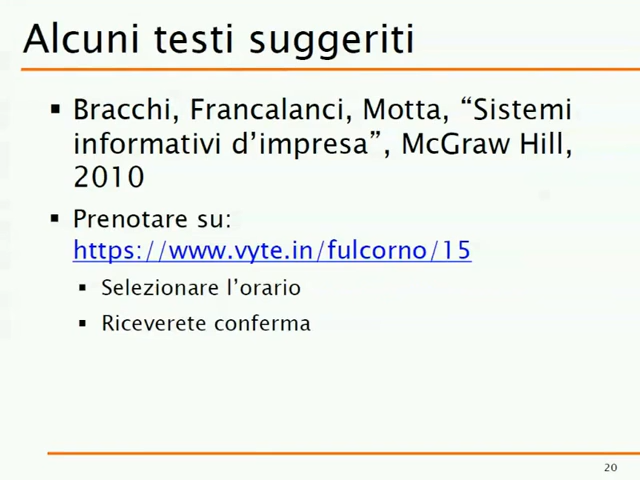 Alcuni testi suggeriti
Bracchi, Francalanci, Motta, “Sistemi
informativi d’impresa”, McGraw Hill,
2010
Prenotare su:
https://www.vyte.in/fulcorno/15
Selezionare l’orario
Riceverete conferma
20